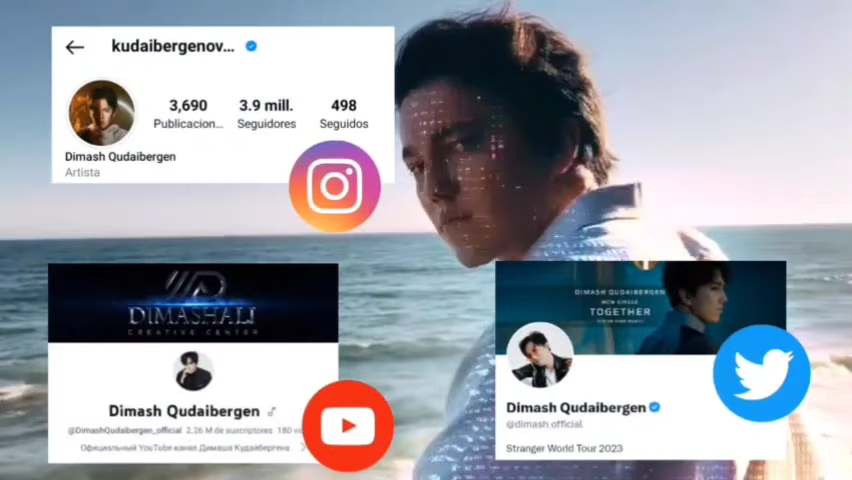 kudaibergenov...
3,690
3.9 mill.
498
Publicacion...
Seguidores
Seguidos
Dimash Qudaibergen
Artista
DIMASHALI
CREATIVE CENTER
Dimash Qudaibergen
@DimashQudaibergen_official 2.26 M de suscriptores 180
Официальный YouTube канал Димаша Кудайбергена.
DIMASH QUDAIBERGEN
NEW SINGLE
TOGETHER
Dimash Qudaibergen
@dimash official
Stranger World Tour 2023